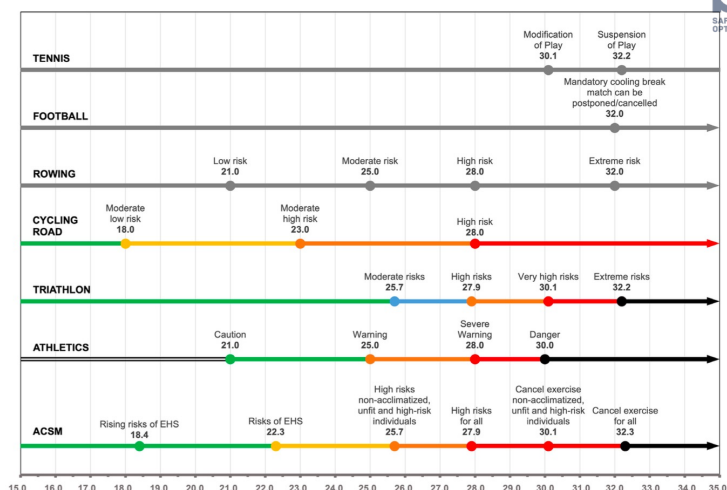 SAF
OPT
TENNIS
Modification
of Play
30.1
Suspension
of Play
32.2
FOOTBALL
Mandatory cooling break
match can be
postponed/cancelled
32.0
ROWING
Low risk
21.0
Moderate risk
25.0
High risk
28.0
Extreme risk
32.0
CYCLING
ROAD
Moderate
low risk
18.0
Moderate
high risk
23.0
High risk
28.0
TRIATHLON
Moderate risks
25.7
High risks
27.9
Very high risks
30.1
Extreme risks
32.2
ATHLETICS
Caution
21.0
Warning
25.0
Severe
Warning
28.0
Danger
30.0
ACSM
Rising risks of EHS
18.4
Risks of EHS
22.3
High risks
non-acclimatized,
unfit and high-risk
individuals
25.7
High risks
for all
27.9
Cancel exercise
non-acclimatized,
unfit and high-risk
individuals
30.1
Cancel exercise
for all
32.3
15.0 16.0 17.0 18.0 19.0 20.0 21.0 22.0 23.0 24.0 25.0 26.0 27.0 28.0 29.0 30.0 31.0 32.0 33.0 34.0 35.0